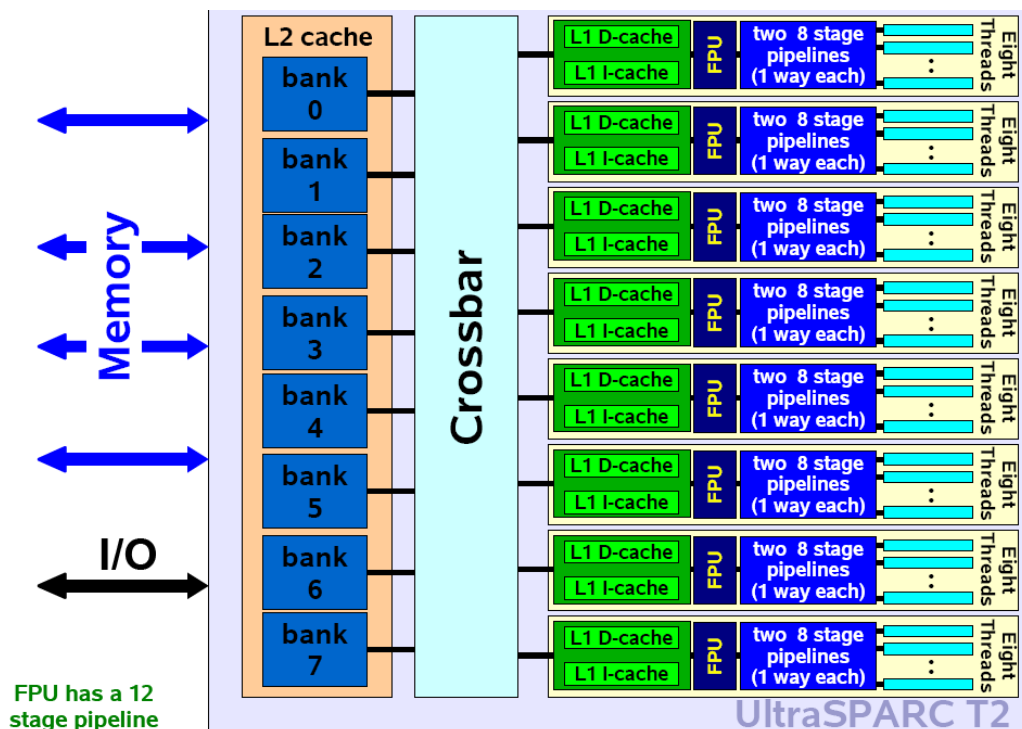 L2 cache
bank
0
bank
1
bank
2
bank
3
bank
4
bank
5
bank
6
bank
7
Memory
I/O
FPU has a 12
stage pipeline
Crossbar
L1 D-cache
L1 I-cache
FPU
two 8 stage
pipelines
(1 way each)
Eight
Threads
L1 D-cache
L1 I-cache
FPU
two 8 stage
pipelines
(1 way each)
Eight
Threads
L1 D-cache
L1 I-cache
FPU
two 8 stage
pipelines
(1 way each)
Eight
Threads
L1 D-cache
L1 I-cache
FPU
two 8 stage
pipelines
(1 way each)
Eight
Threads
L1 D-cache
L1 I-cache
FPU
two 8 stage
pipelines
(1 way each)
Eight
Threads
L1 D-cache
L1 I-cache
FPU
two 8 stage
pipelines
(1 way each)
Eight
Threads
L1 D-cache
L1 I-cache
FPU
two 8 stage
pipelines
(1 way each)
Eight
Threads
L1 D-cache
L1 I-cache
FPU
two 8 stage
pipelines
(1 way each)
Eight
Threads
UltraSPARC T2